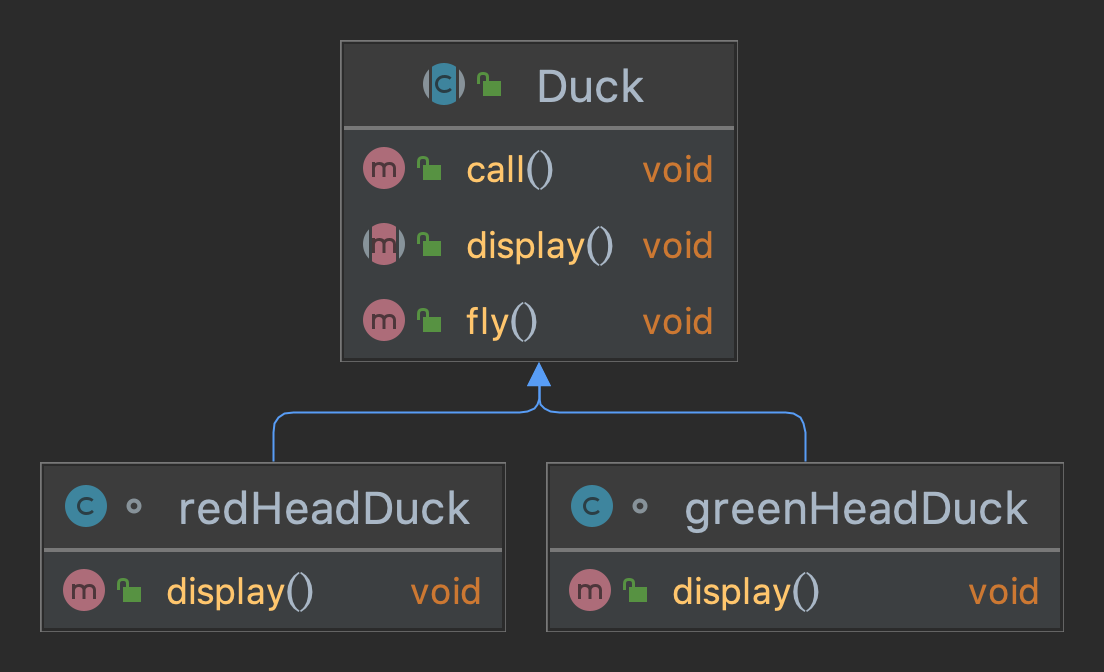 C Duck
m call() void
m display() void
m fly() void
C redHeadDuck
m display() void
C greenHeadDuck
m display() void